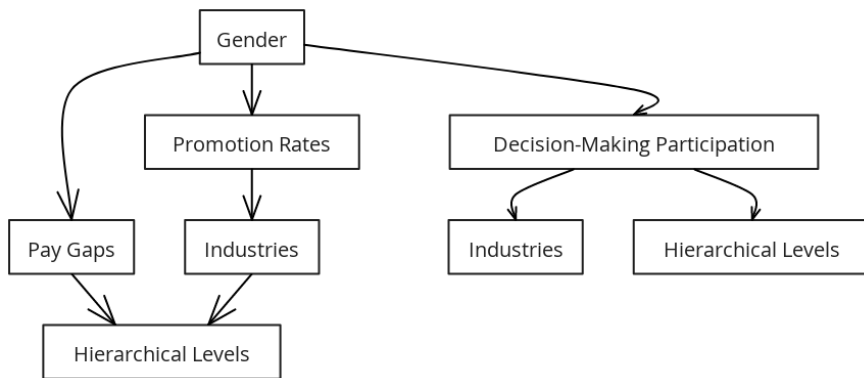 Gender
Promotion Rates
Decision-Making Participation
Pay Gaps
Industries
Industries
Hierarchical Levels
Hierarchical Levels